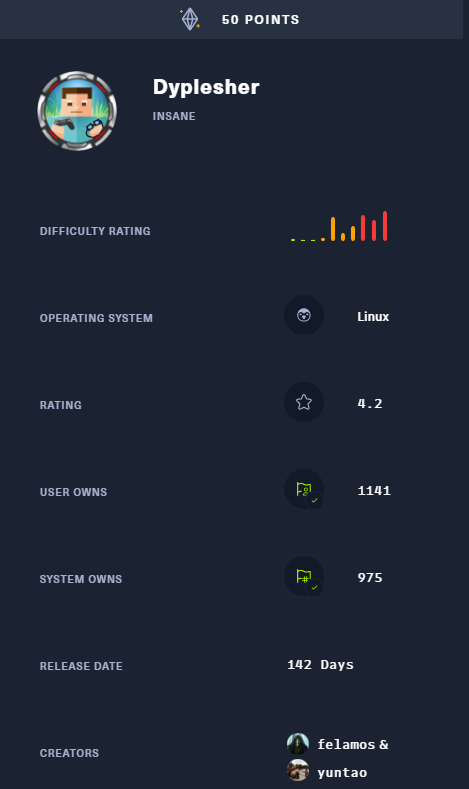 50 POINTS
Dyplesher
INSANE
DIFFICULTY RATING
OPERATING SYSTEM Linux
RATING 4.2
USER OWNS 1141
SYSTEM OWNS 975
RELEASE DATE 142 Days
CREATORS felamos &
yuntao